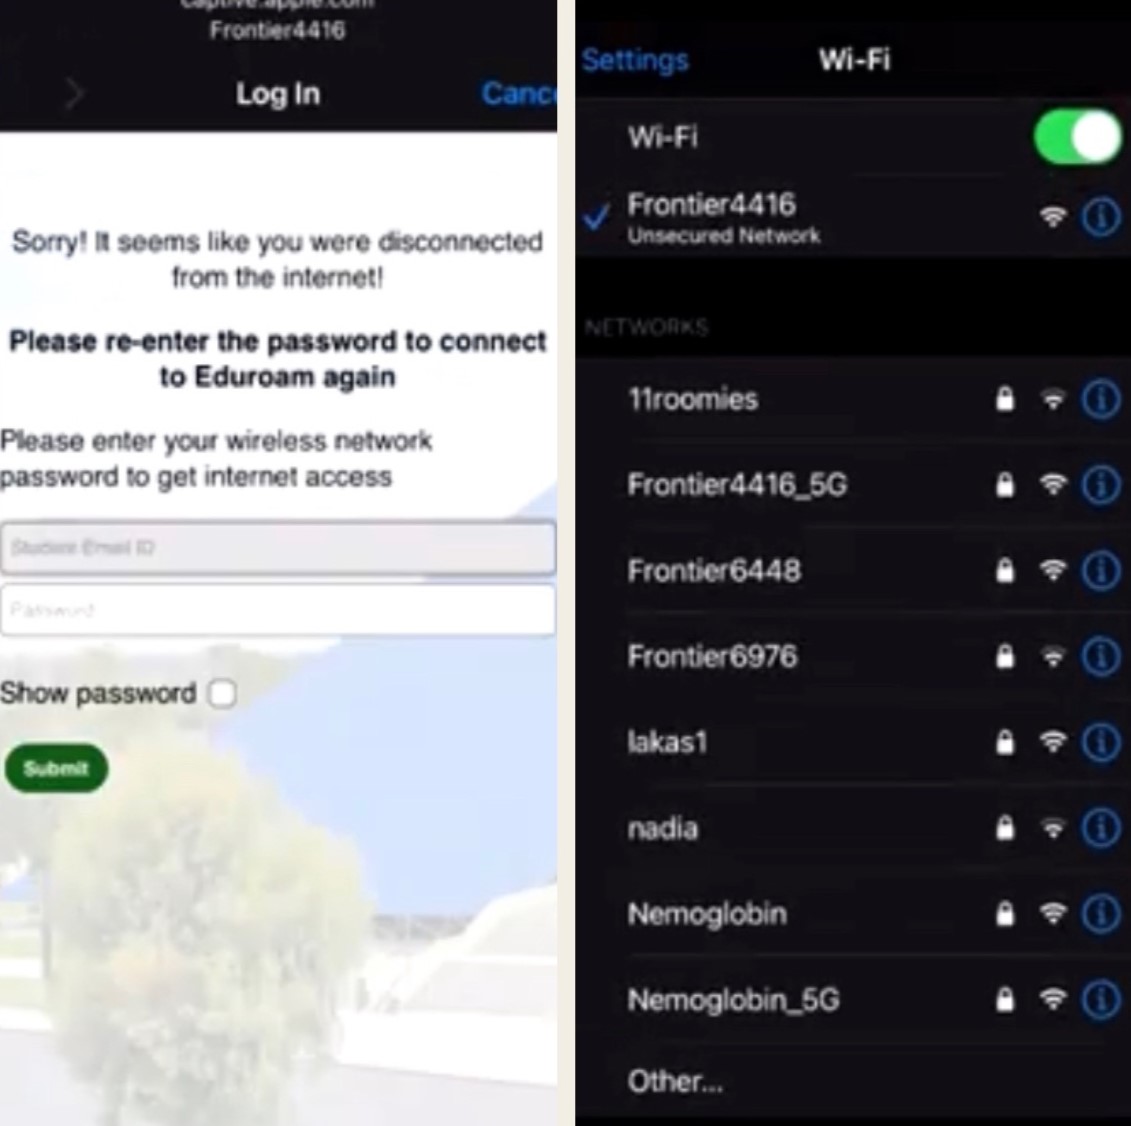 captive.apple.com
Frontier4416
Log In
Canc
Sorry! It seems like you were disconnected
from the internet!
Please re-enter the password to connect
to Eduroam again
Please enter your wireless network
password to get internet access
Student Email ID
Password
Show password
Submit
Settings
Wi-Fi
Wi-Fi
Frontier4416
Unsecured Network
NETWORKS
11roomies
Frontier4416_5G
Frontier6448
Frontier6976
lakas1
nadia
Nemoglobin
Nemoglobin_5G
Other...